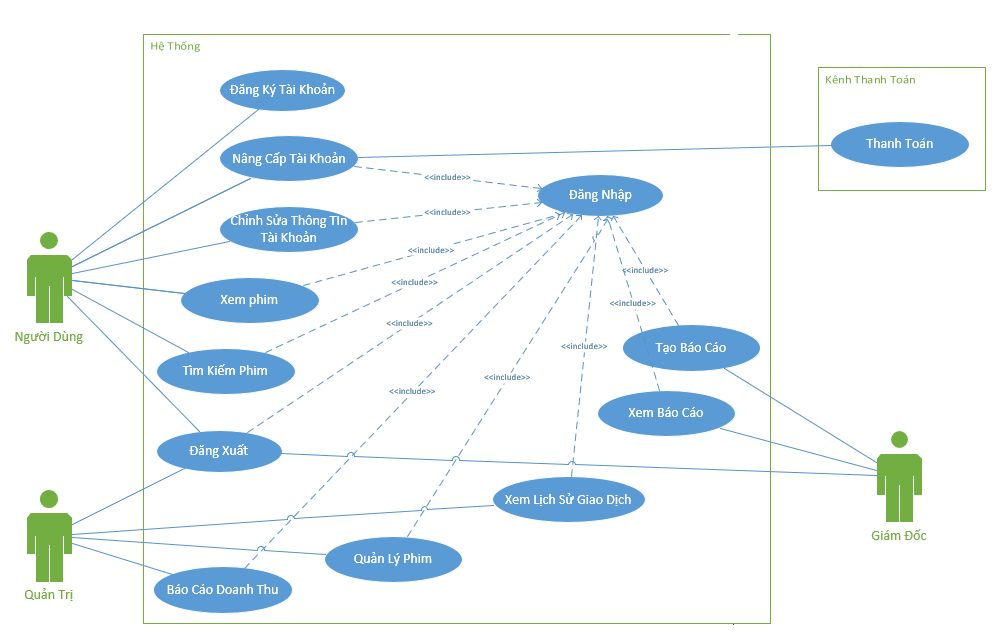 Hệ Thống
Kênh Thanh Toán
Đăng Ký Tài Khoản
Nâng Cấp Tài Khoản
Thanh Toán
<<include>>
Đăng Nhập
<<include>>
Chỉnh Sửa Thông Tin
Tài Khoản
<<include>>
<<include>>
<<include>>
Xem phim
<<include>>
<<include>>
Người Dùng
<<include>>
Tạo Báo Cáo
Tìm Kiếm Phim
<<include>>
<<include>>
Xem Báo Cáo
Đăng Xuất
Xem Lịch Sử Giao Dịch
Giám Đốc
Quản Lý Phim
Báo Cáo Doanh Thu
Quản Trị